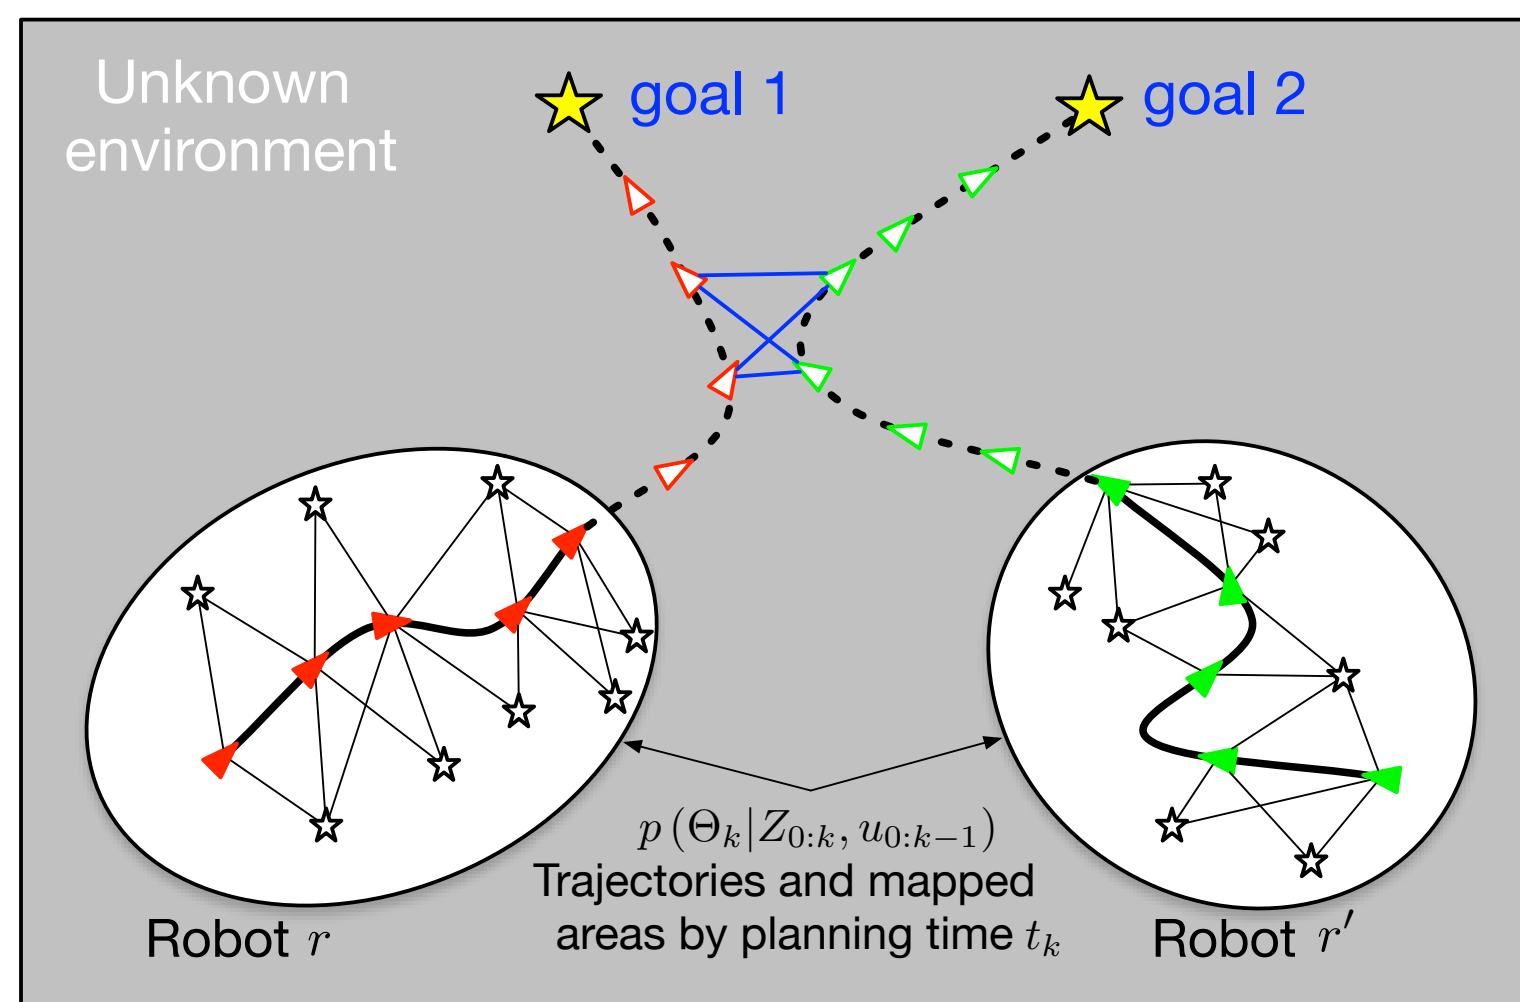 Unknown
environment
goal 1
goal 2
p (Θ_k|Z_{0:k}, u_{0:k−1})
Trajectories and mapped
areas by planning time t_k
Robot r
Robot r′